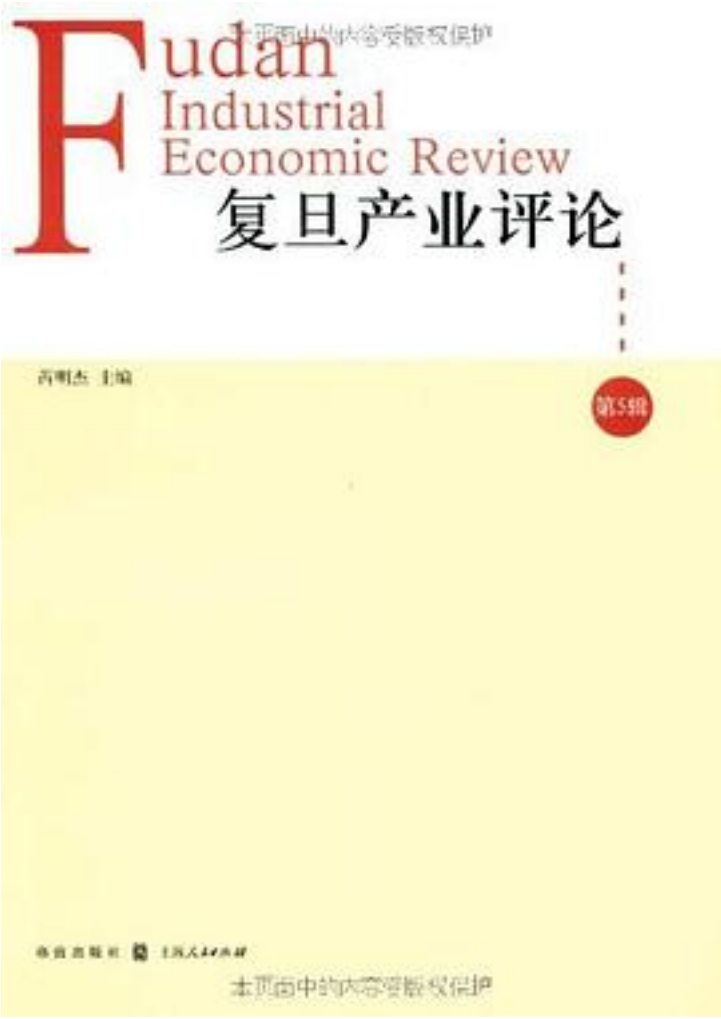 本页面中的内容受版权保护
Fudan
Industrial
Economic Review
复旦产业评论
芮明杰 主编
第5辑
格致出版社 上海人民出版社
本页面中的内容受版权保护